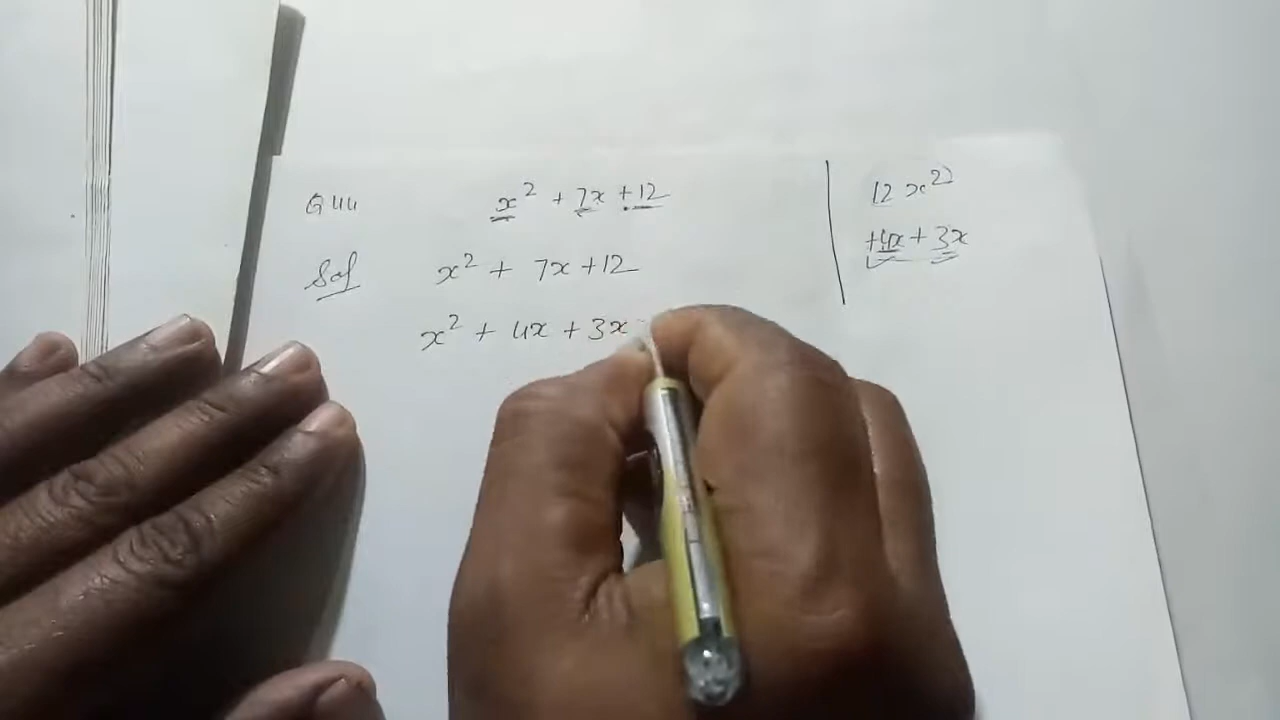 Q44 x² + 7x + 12
Sol x² + 7x + 12
x² + 4x + 3x
12x²
+4x + 3x